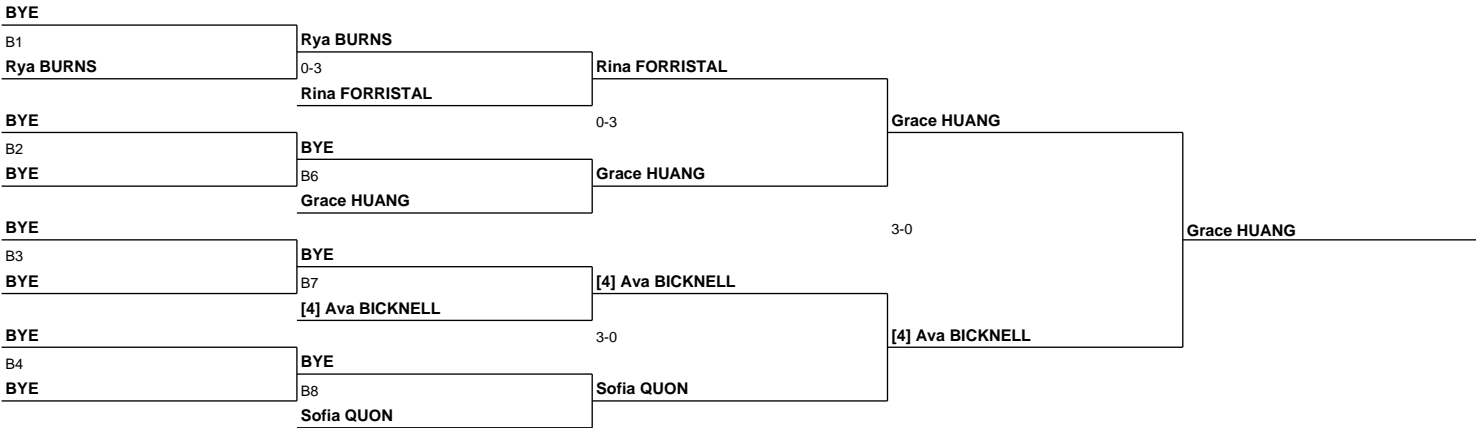 BYE
B1
Rya BURNS
Rya BURNS
0-3
Rina FORRISTAL
Rina FORRISTAL
BYE
0-3
Grace HUANG
B2
BYE
BYE
B6
Grace HUANG
Grace HUANG
BYE
3-0
Grace HUANG
B3
BYE
BYE
B7
[4] Ava BICKNELL
[4] Ava BICKNELL
BYE
3-0
[4] Ava BICKNELL
B4
BYE
BYE
B8
Sofia QUON
Sofia QUON